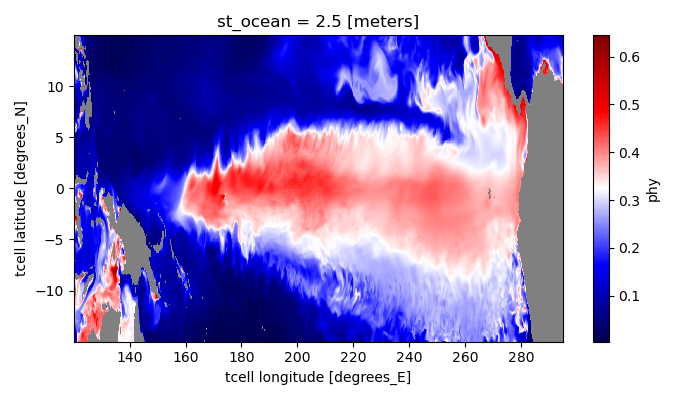 st_ocean = 2.5 [meters]
10
5
0
−5
−10
tcell latitude [degrees_N]
140 160 180 200 220 240 260 280
tcell longitude [degrees_E]
0.6
0.5
0.4
0.3
0.2
0.1
phy